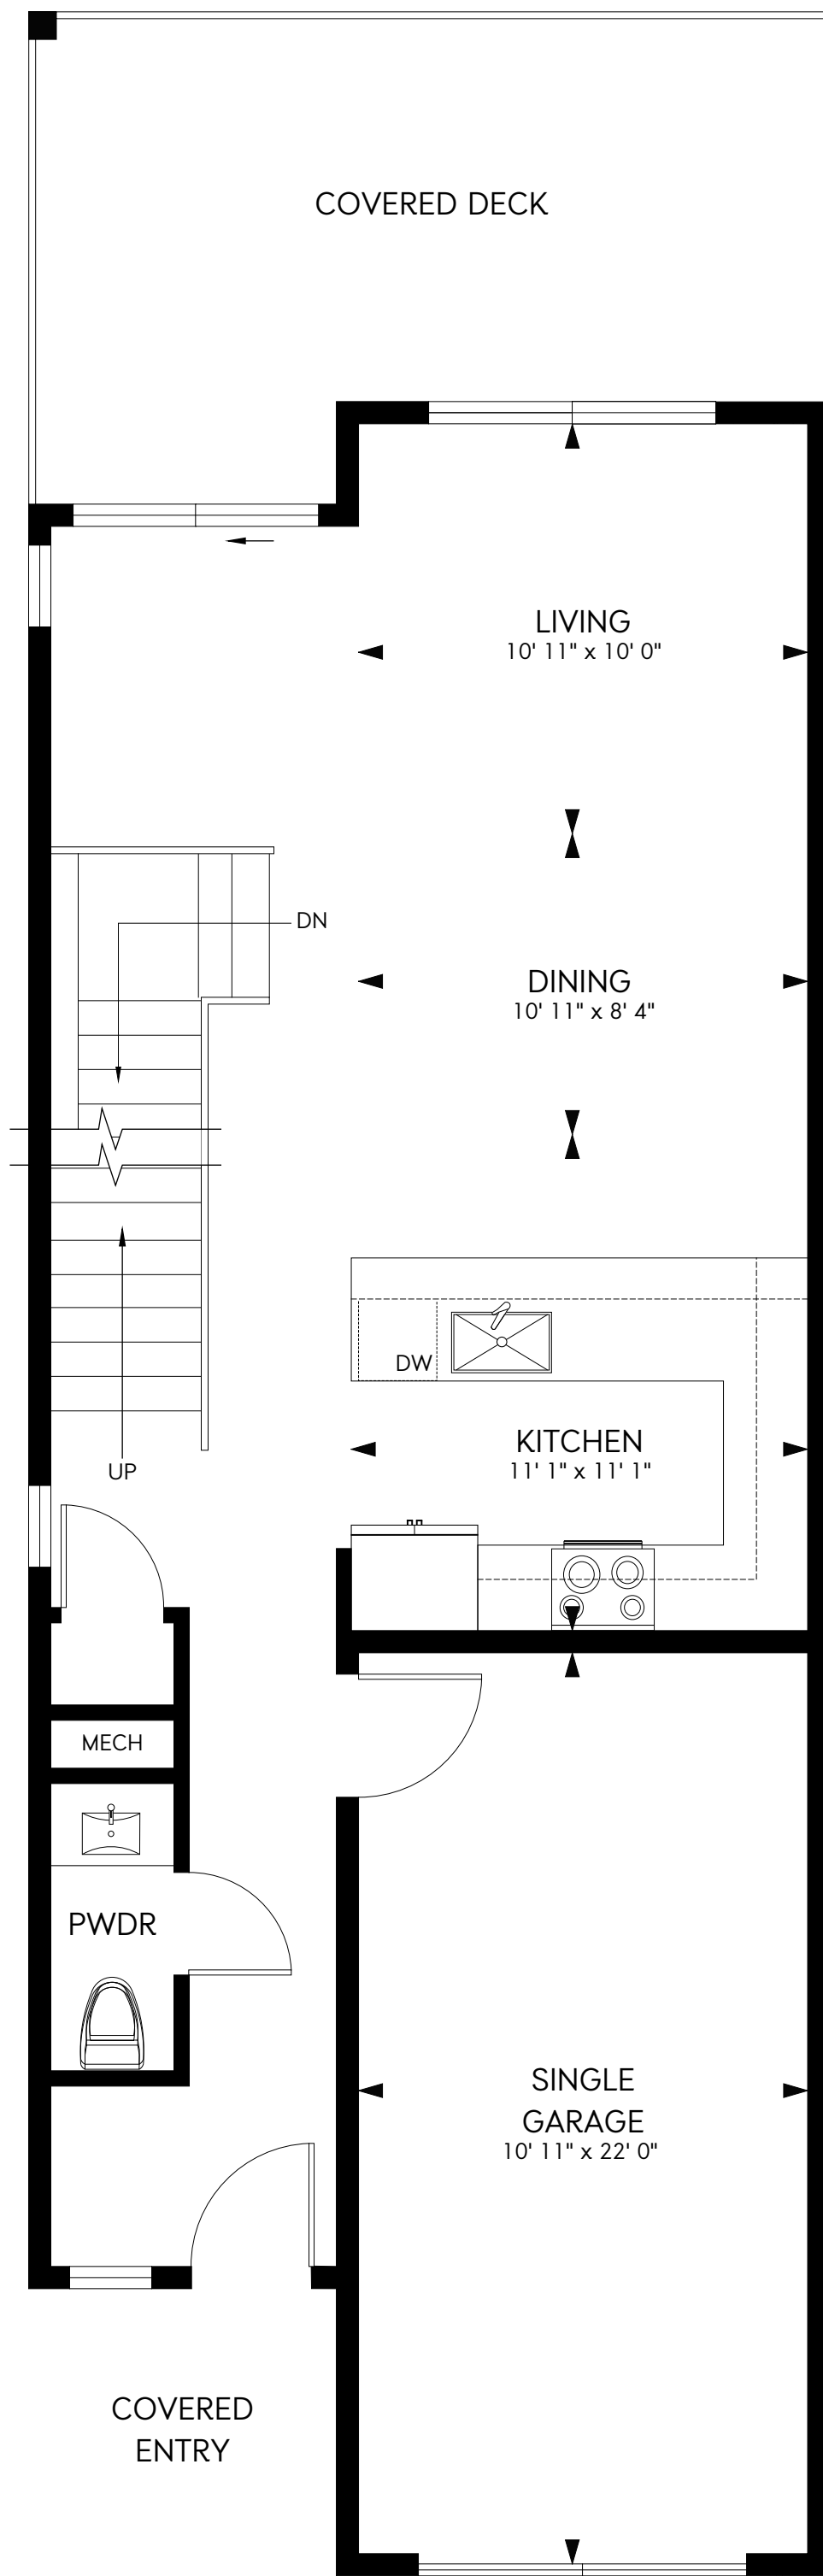 COVERED DECK
LIVING
10' 11" x 10' 0"
DN
DINING
10' 11" x 8' 4"
DW
KITCHEN
11' 1" x 11' 1"
UP
MECH
PWDR
SINGLE
GARAGE
10' 11" x 22' 0"
COVERED
ENTRY